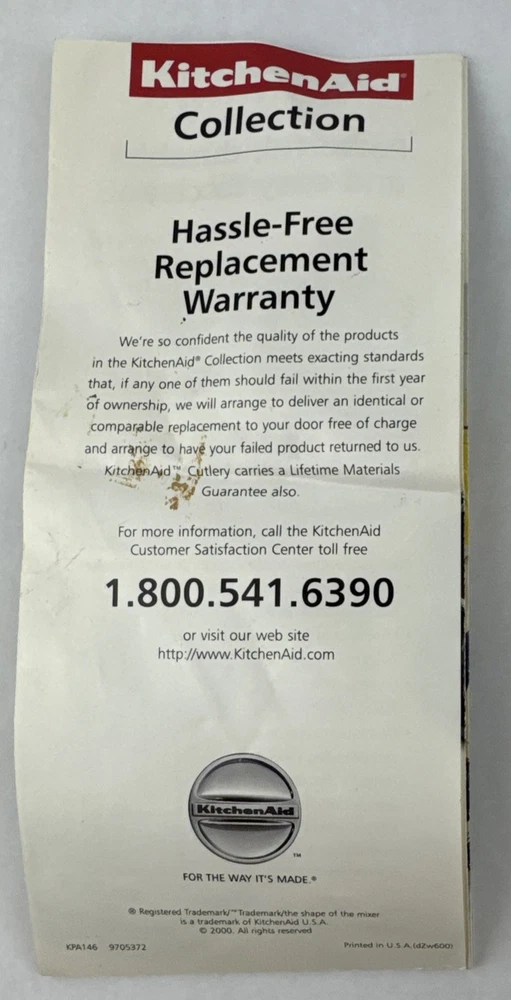 KitchenAid®
Collection
Hassle-Free
Replacement
Warranty
We're so confident the quality of the products
in the KitchenAid® Collection meets exacting standards
that, if any one of them should fail within the first year
of ownership, we will arrange to deliver an identical or
comparable replacement to your door free of charge
and arrange to have your failed product returned to us.
KitchenAid™ Cutlery carries a Lifetime Materials
Guarantee also.
For more information, call the KitchenAid
Customer Satisfaction Center toll free
1.800.541.6390
or visit our web site
http://www.KitchenAid.com
KitchenAid
™
FOR THE WAY IT'S MADE.®
® Registered Trademark/™Trademark/the shape of the mixer
is a trademark of KitchenAid U.S.A.
© 2000. All rights reserved
KPA146 9705372
Printed in U.S.A.(dZw600)